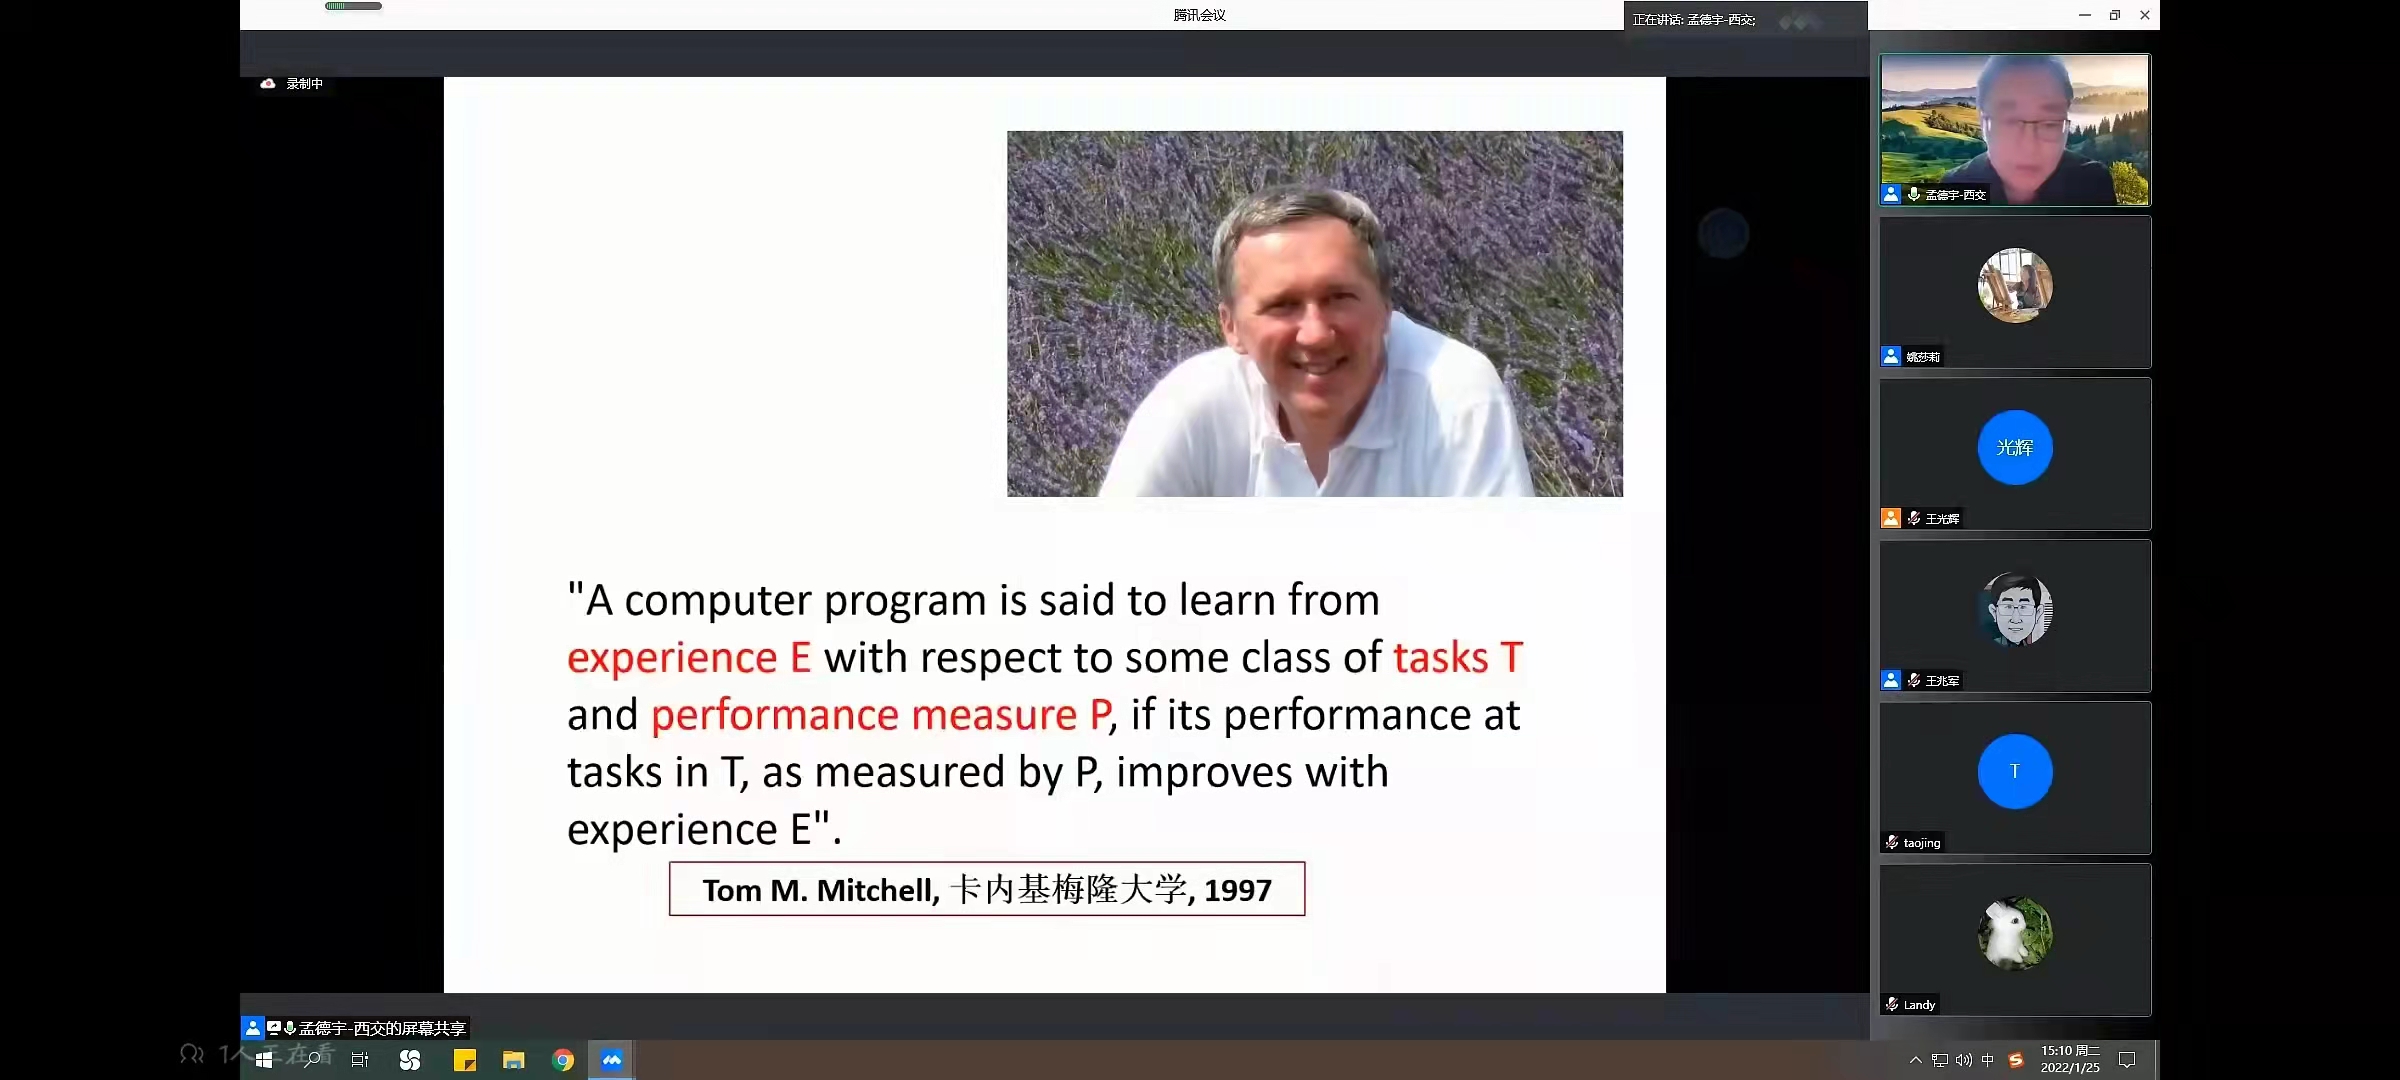 腾讯会议
正在讲话: 孟德宇-西交;
录制中
"A computer program is said to learn from
experience E with respect to some class of tasks T
and performance measure P, if its performance at
tasks in T, as measured by P, improves with
experience E".
Tom M. Mitchell, 卡内基梅隆大学, 1997
孟德宇-西交
姚莎莉
光辉
王光辉
王兆军
T
taojing
Landy
孟德宇-西交的屏幕共享
1人正在看
中
15:10 周二
2022/1/25